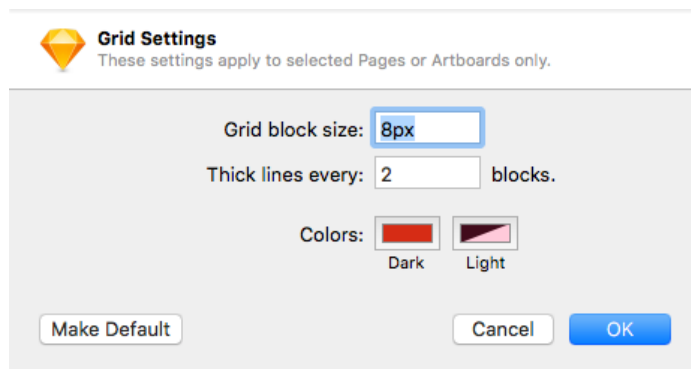 Grid Settings
These settings apply to selected Pages or Artboards only.
Grid block size: 8px
Thick lines every: 2 blocks.
Colors:
Dark Light
Make Default Cancel OK